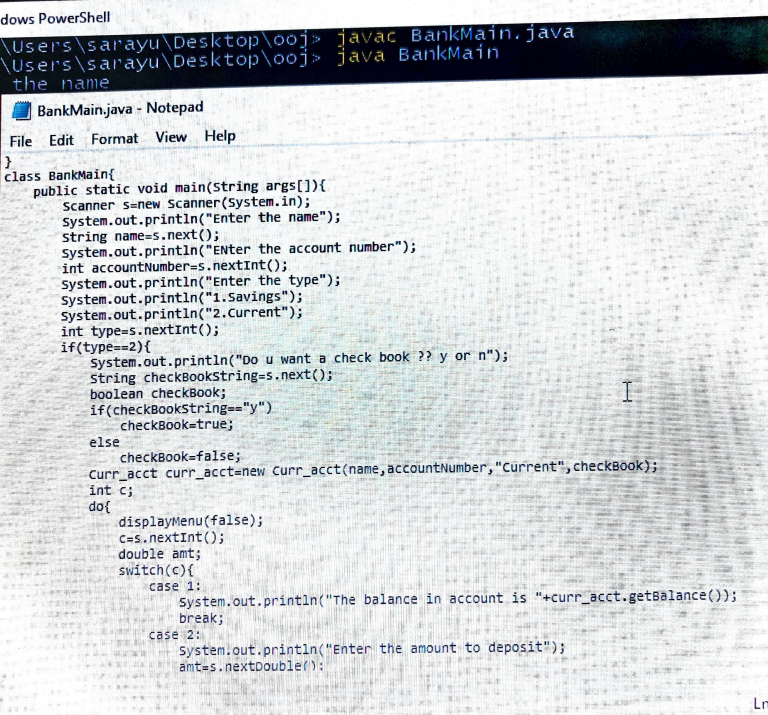 dows PowerShell
\Users\sarayu\Desktop\ooj> javac BankMain.java
\Users\sarayu\Desktop\ooj> java BankMain
the name
BankMain.java - Notepad
File Edit Format View Help
}
class BankMain{
public static void main(String args[]){
Scanner s=new Scanner(System.in);
System.out.println("Enter the name");
String name=s.next();
System.out.println("ENter the account number");
int accountNumber=s.nextInt();
System.out.println("Enter the type");
System.out.println("1.Savings");
System.out.println("2.Current");
int type=s.nextInt();
if(type==2){
System.out.println("Do u want a check book ?? y or n");
String checkBookString=s.next();
boolean checkBook;
if(checkBookString=="y")
checkBook=true;
else
checkBook=false;
Curr_acct curr_acct=new Curr_acct(name,accountNumber,"Current",checkBook);
int c;
do{
displayMenu(false);
c=s.nextInt();
double amt;
switch(c){
case 1:
System.out.println("The balance in account is "+curr_acct.getBalance());
break;
case 2:
System.out.println("Enter the amount to deposit");
amt=s.nextDouble();
Ln